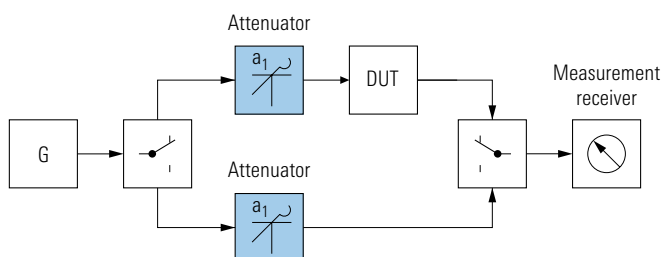 Attenuator
a1
DUT
Measurement
receiver
G
Attenuator
a1